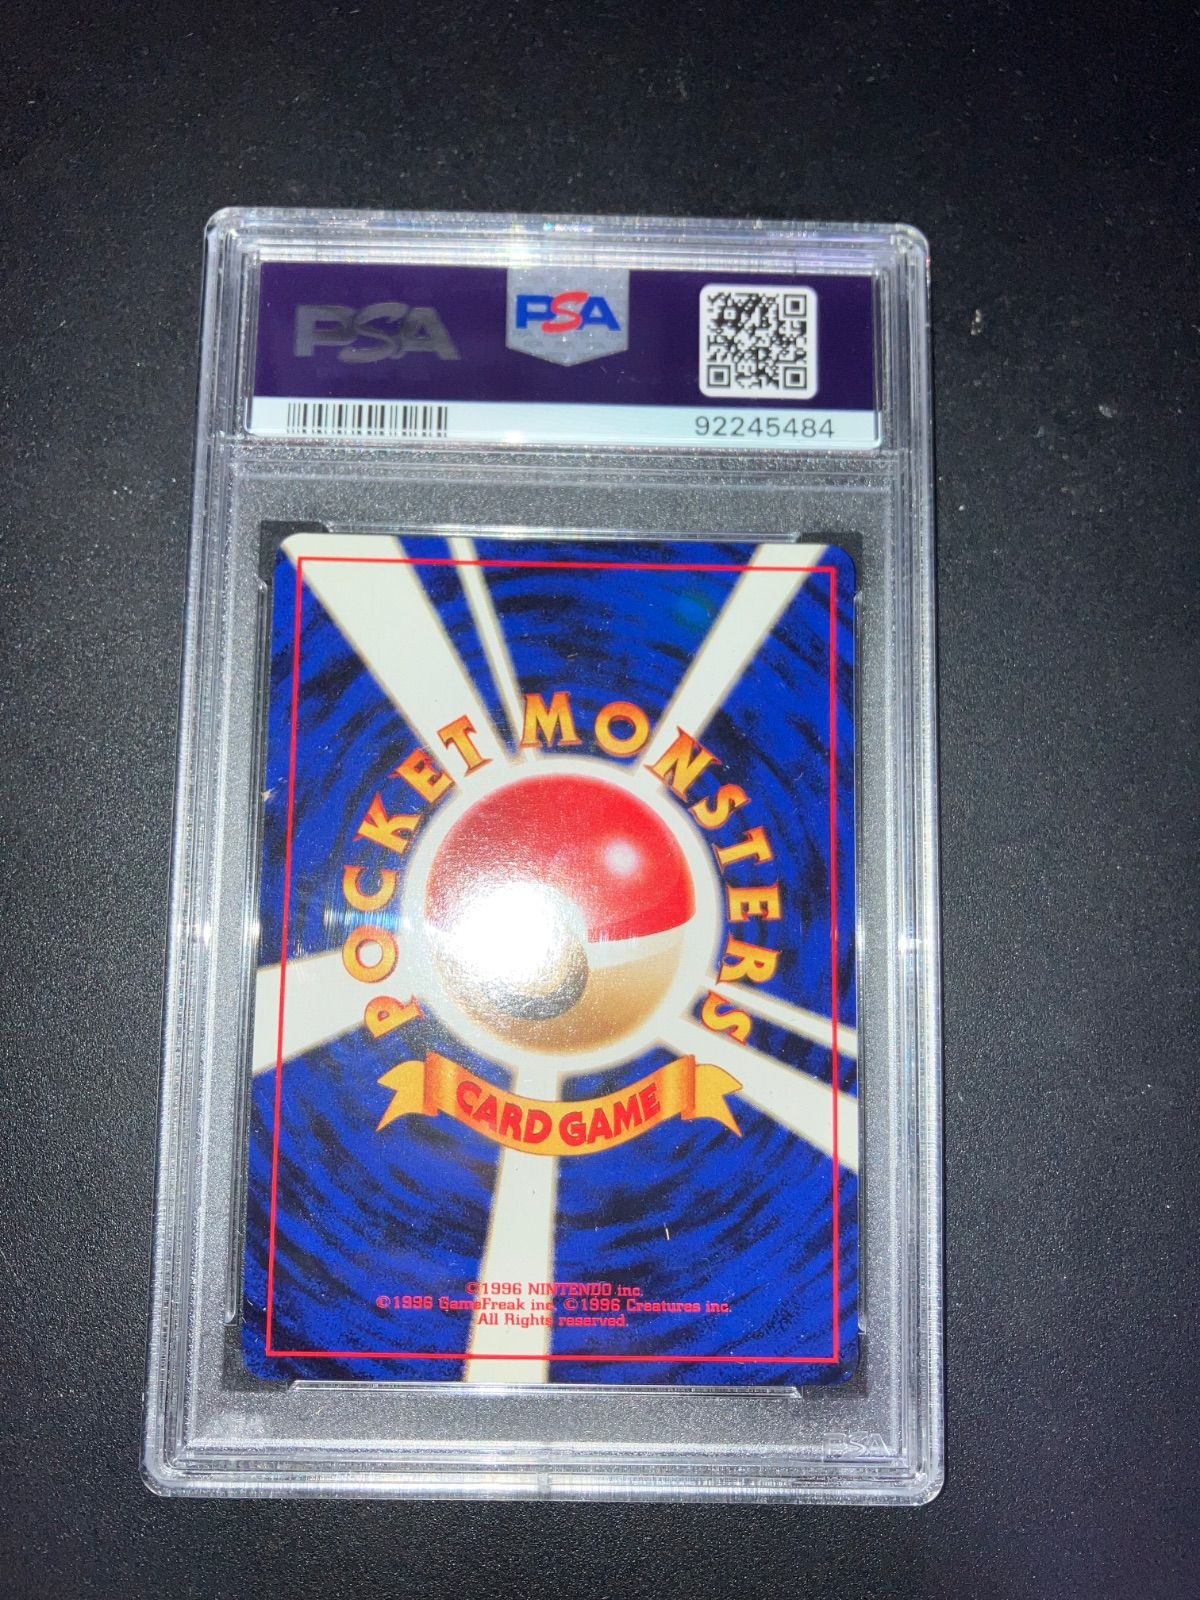 PSA
PSA
92245484
POCKET MONSTERS
CARD GAME
©1996 NINTENDO inc.
©1996 GameFreak inc. ©1996 Creatures inc.
All Rights reserved.
PSA